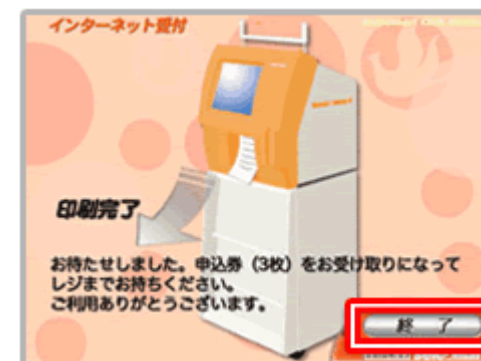 インターネット受付
印刷完了
お待たせしました。申込券（3枚）をお受け取りになって
レジまでお持ちください。
ご利用ありがとうございます。
終 了